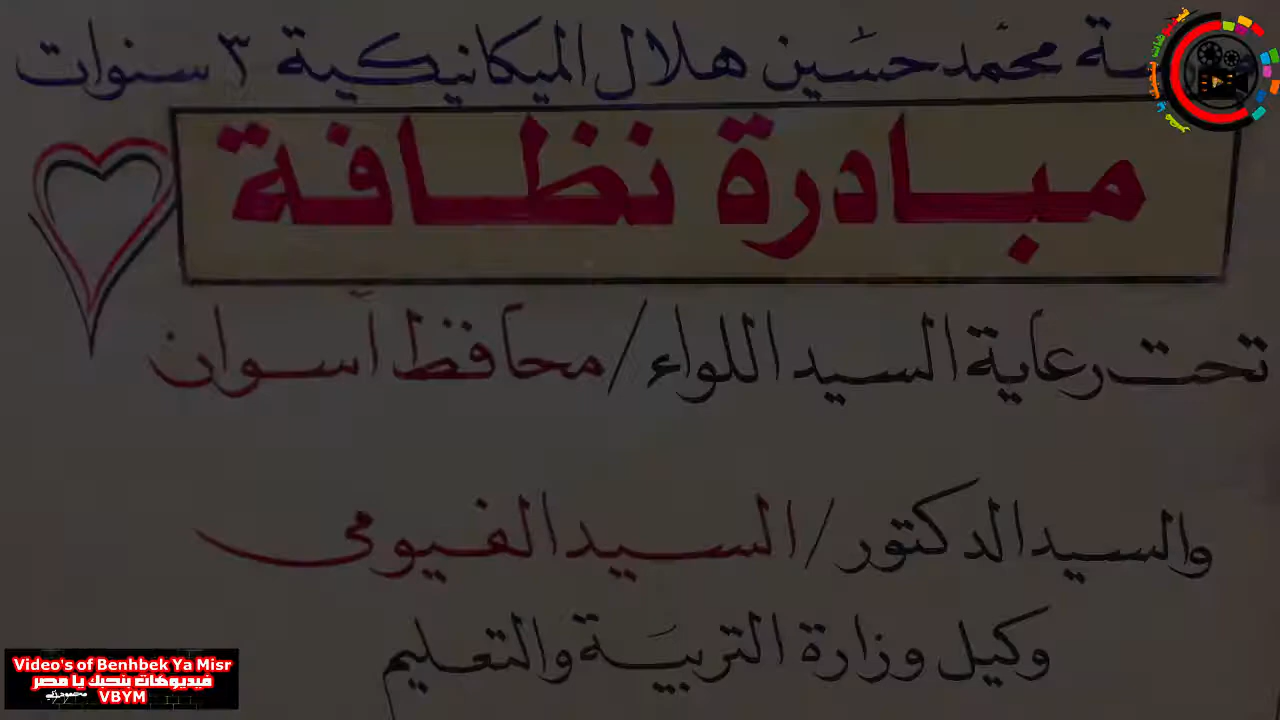 محمد حسين هلال الميكانيكية ٣ سنوات
مبادرة نظافة
تحت رعاية السيد اللواء / محافظ أسوان
والسيد الدكتور / السيد الفيومى
وكيل وزارة التربية والتعليم
Video's of Benhbek Ya Misr
فيديوهات بنحبك يا مصر
VBYM